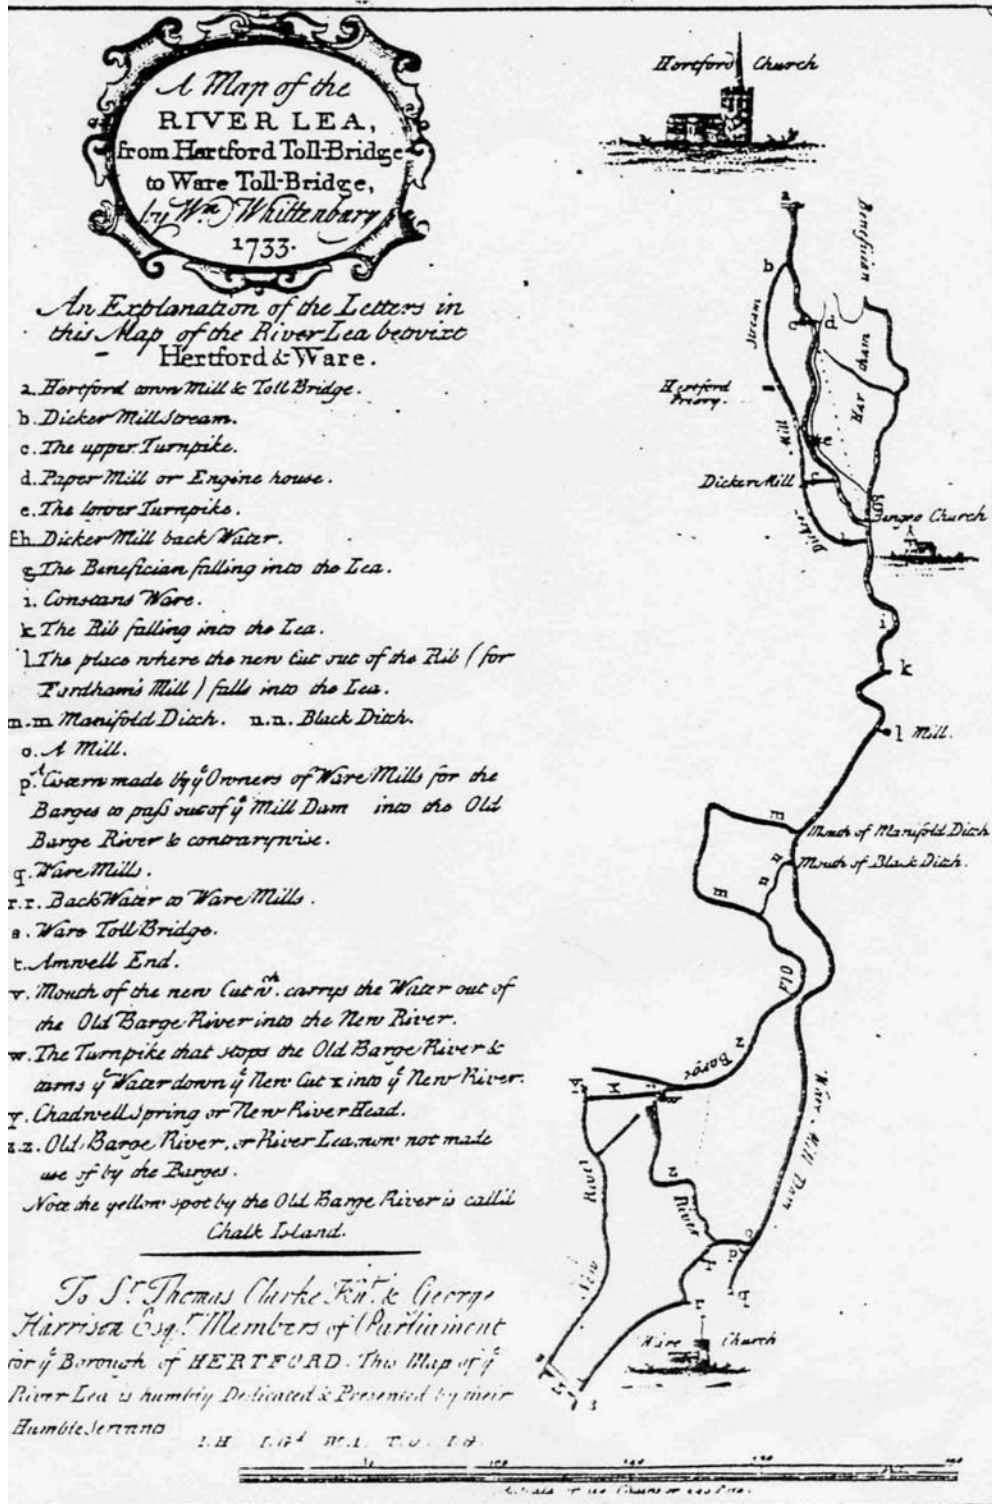 A Map of the
RIVER LEA,
from Hartford Toll-Bridge
to Ware Toll-Bridge,
by Wm Whittenbury
1733.
An Explanation of the Letters in
this Map of the River Lea betwixt
Hertford & Ware.
a. Hertford town Mill & Toll Bridge.
b. Dicker Mill Stream.
c. The upper Turnpike.
d. Paper Mill or Engine house.
e. The lower Turnpike.
fh. Dicker Mill back Water.
g. The Benefician falling into the Lea.
i. Constans Ware.
k. The Rib falling into the Lea.
l. The place where the new Cut out of the Rib (for
Fordham's Mill) falls into the Lea.
m.m Manifold Ditch. n.n. Black Ditch.
o. A Mill.
p. Cistern made by ye Owners of Ware Mills for the
Barges to pass out of ye Mill Dam into the Old
Barge River & contrarywise.
q. Ware Mills.
r.r. Back Water to Ware Mills.
s. Ware Toll Bridge.
t. Amwell End.
v. Mouth of the new Cut wch. carrys the Water out of
the Old Barge River into the New River.
w. The Turnpike that stops the Old Barge River &
turns ye Water down ye New Cut x into ye New River.
y. Chadwell Spring or New River Head.
z.z. Old Barge River, or River Lea, now not made
use of by the Barges.
Note the yellow spot by the Old Barge River is call'd
Chalk Island.
To Sr. Thomas Clarke Knt. & George
Harrison Esqr. Members of Parliament
for ye Borough of HERTFORD. This Map of ye
River Lea is humbly Dedicated & Presented by their
Humble Servants
Hertford Church
a
b
c
d
Benefician
Stream
Hertford
Priory.
Har
tham
e
Mill
Dicker Mill
f
g
Bengeo Church
Dicker
h
i
k
l Mill.
m
Mouth of Manifold Ditch
n
Mouth of Black Ditch.
n
m
Old
z
Barge
x
w
z
River
River
New
Ware Mill Dam
o
p
r
q
r
Ware Church
s